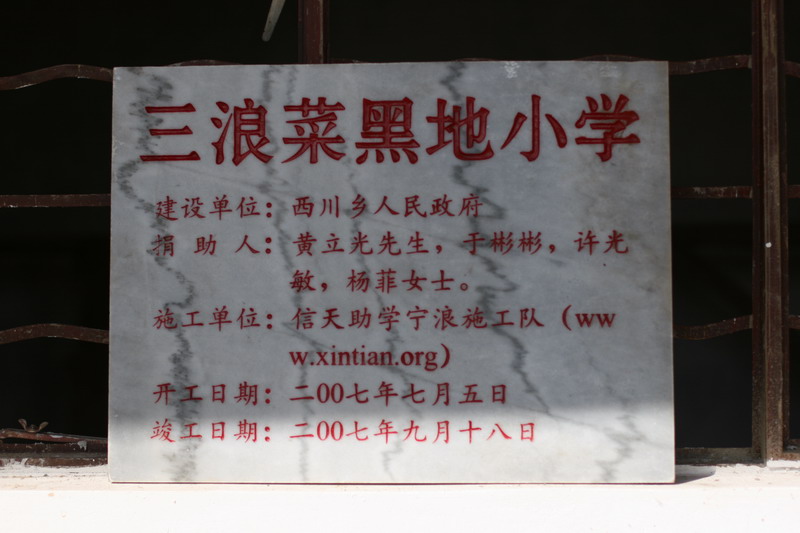 三浪菜黑地小学
建设单位：西川乡人民政府
捐助人：黄立光先生，于彬彬，许光
敏，杨菲女士。
施工单位：信天助学宁浪施工队（ww
w.xintian.org）
开工日期：二00七年七月五日
竣工日期：二00七年九月十八日